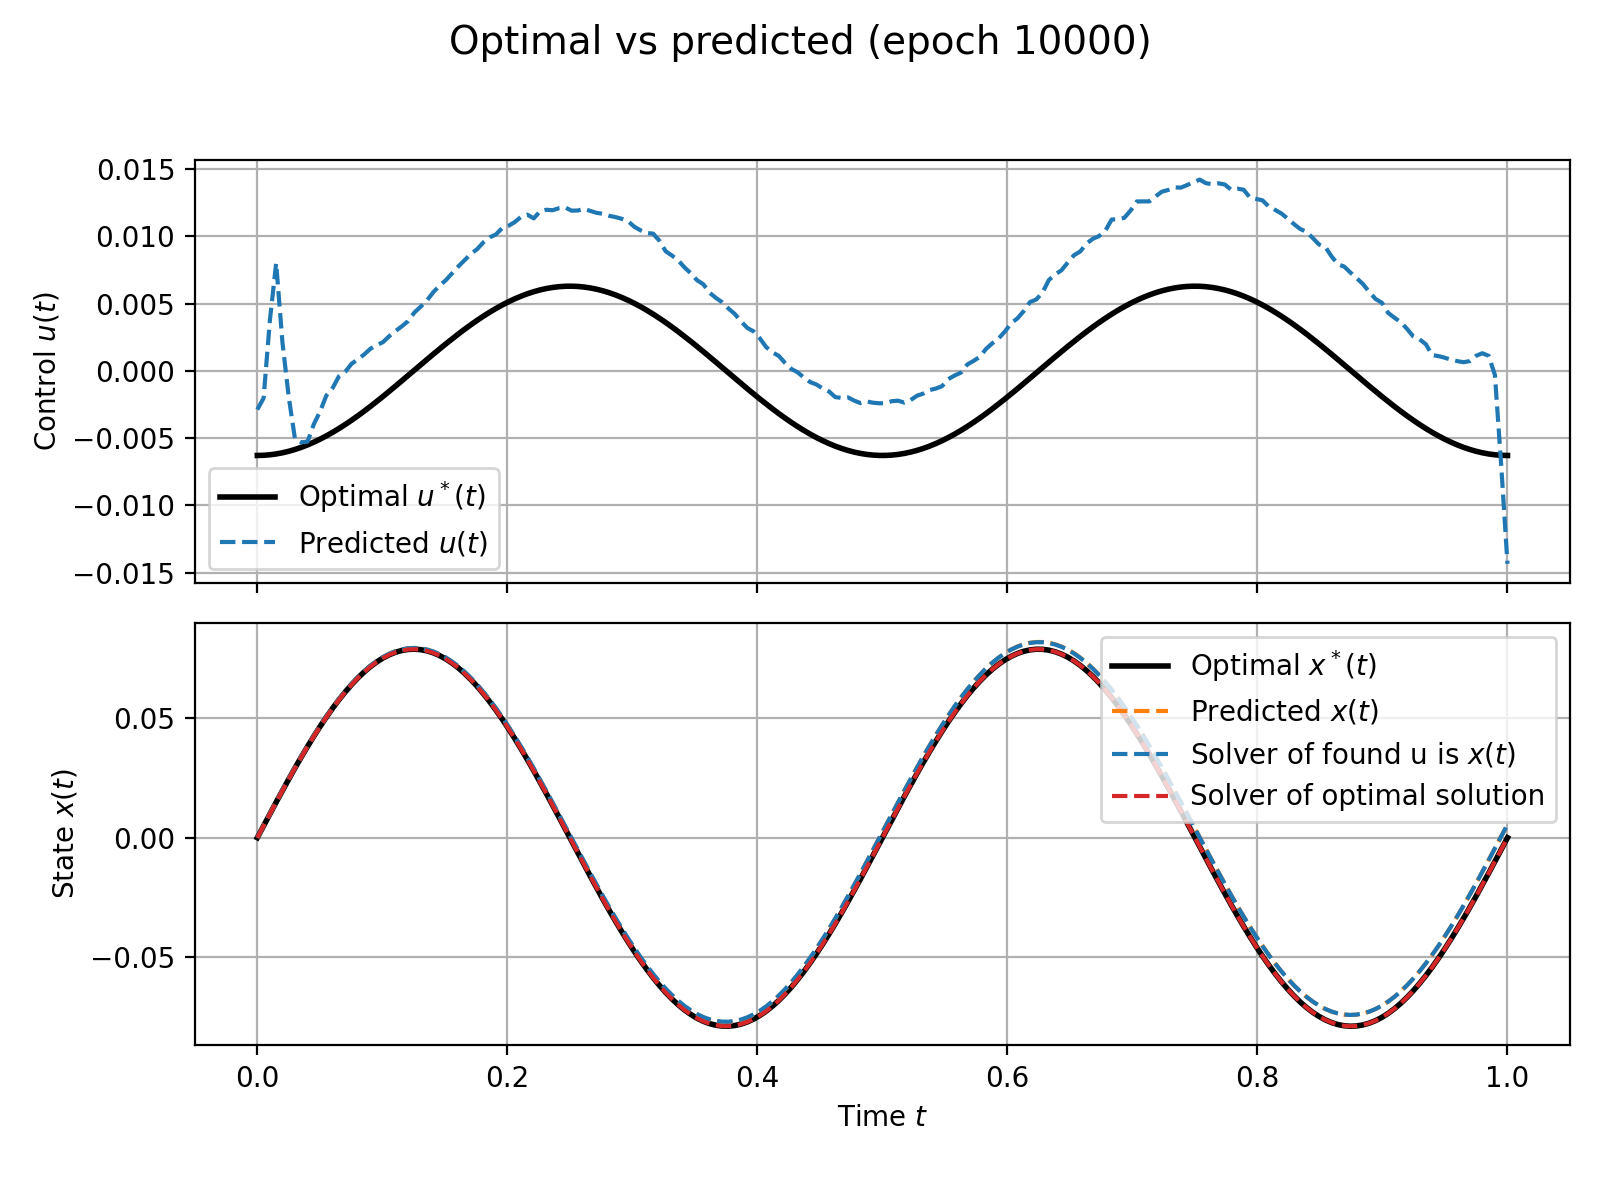 Optimal vs predicted (epoch 10000)
0.015
0.010
0.005
0.000
−0.005
−0.010
−0.015
Control u(t)
Optimal u*(t)
Predicted u(t)
0.05
0.00
−0.05
State x(t)
Optimal x*(t)
Predicted x(t)
Solver of found u is x(t)
Solver of optimal solution
0.0 0.2 0.4 0.6 0.8 1.0
Time t